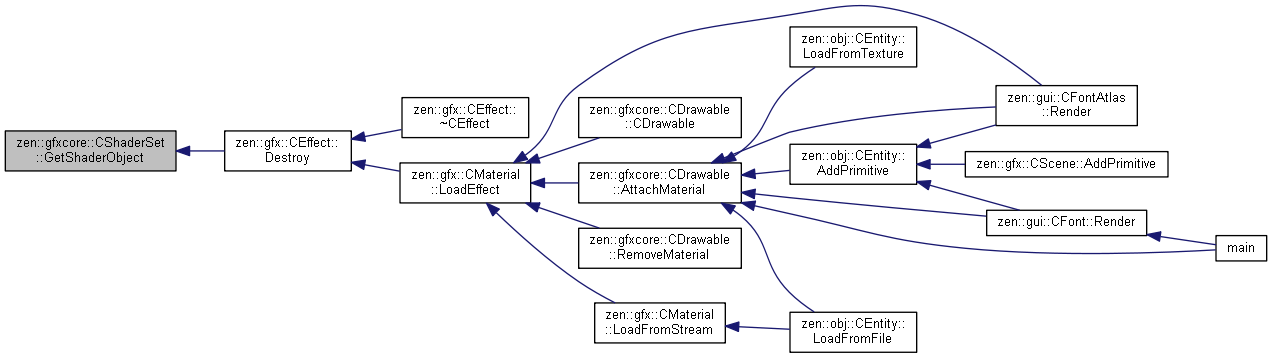 zen::gfxcore::CShaderSet
::GetShaderObject
zen::gfx::CEffect::
Destroy
zen::gfx::CEffect::
~CEffect
zen::gfx::CMaterial
::LoadEffect
zen::gfxcore::CDrawable
::CDrawable
zen::gfxcore::CDrawable
::AttachMaterial
zen::gfxcore::CDrawable
::RemoveMaterial
zen::gfx::CMaterial
::LoadFromStream
zen::obj::CEntity::
LoadFromTexture
zen::obj::CEntity::
AddPrimitive
zen::obj::CEntity::
LoadFromFile
zen::gui::CFontAtlas
::Render
zen::gfx::CScene::AddPrimitive
zen::gui::CFont::Render
main